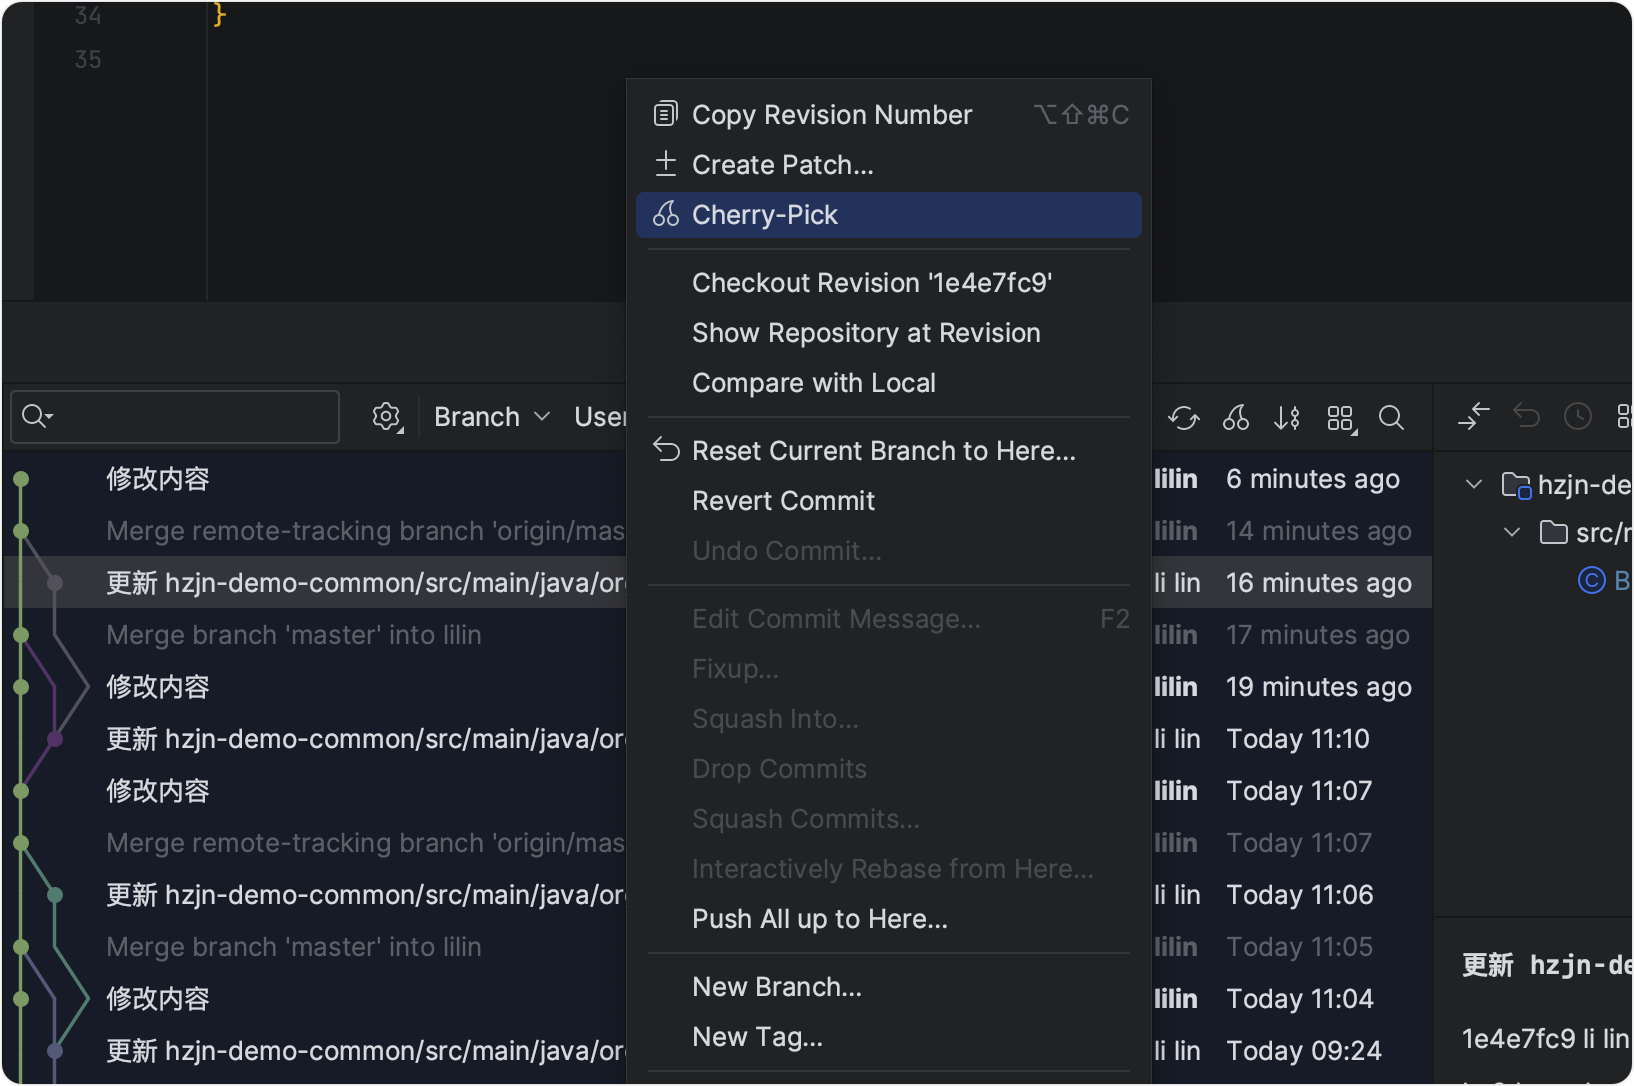 34 }
35
Copy Revision Number ⌥⇧⌘C
Create Patch...
Cherry-Pick
Checkout Revision '1e4e7fc9'
Show Repository at Revision
Compare with Local
Reset Current Branch to Here...
Revert Commit
Undo Commit...
Edit Commit Message... F2
Fixup...
Squash Into...
Drop Commits
Squash Commits...
Interactively Rebase from Here...
Push All up to Here...
New Branch...
New Tag...
Branch User
修改内容 lilin 6 minutes ago
Merge remote-tracking branch 'origin/mas lilin 14 minutes ago
更新 hzjn-demo-common/src/main/java/or li lin 16 minutes ago
Merge branch 'master' into lilin lilin 17 minutes ago
修改内容 lilin 19 minutes ago
更新 hzjn-demo-common/src/main/java/or li lin Today 11:10
修改内容 lilin Today 11:07
Merge remote-tracking branch 'origin/mas lilin Today 11:07
更新 hzjn-demo-common/src/main/java/or li lin Today 11:06
Merge branch 'master' into lilin lilin Today 11:05
修改内容 lilin Today 11:04
更新 hzjn-demo-common/src/main/java/or li lin Today 09:24
hzjn-de
src/
B
更新 hzjn-de
1e4e7fc9 li lin